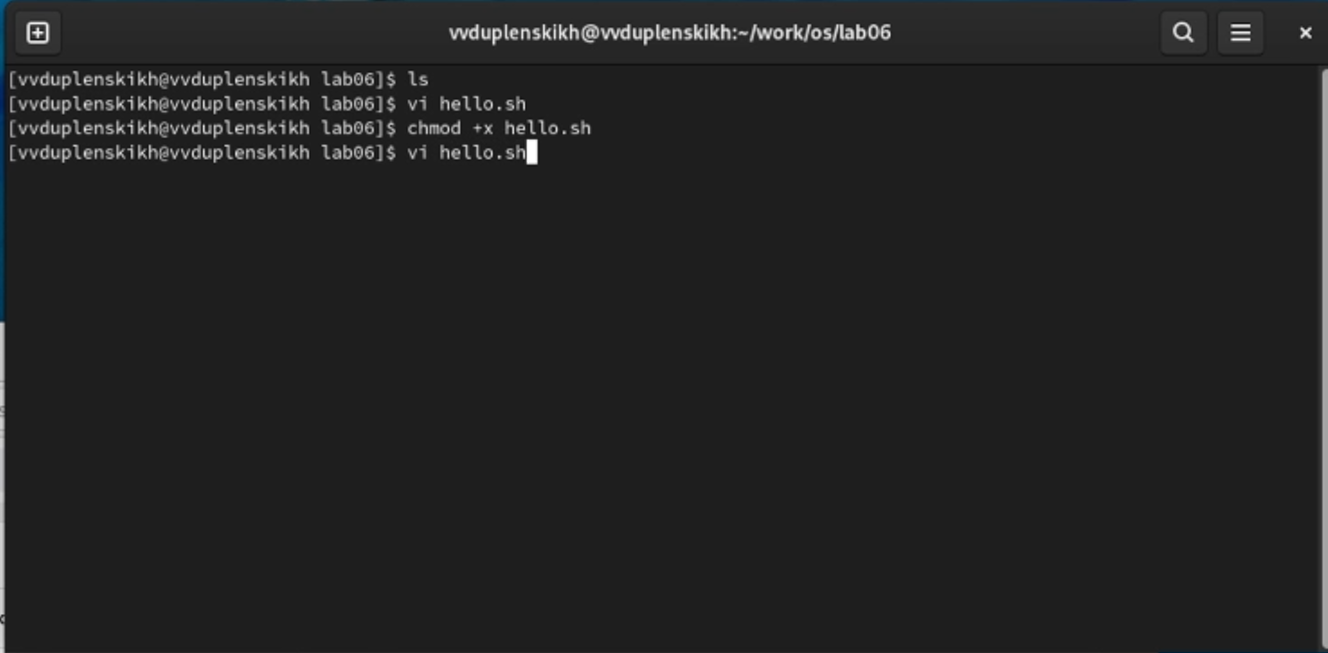 vvduplenskikh@vvduplenskikh:~/work/os/lab06
[vvduplenskikh@vvduplenskikh lab06]$ ls
[vvduplenskikh@vvduplenskikh lab06]$ vi hello.sh
[vvduplenskikh@vvduplenskikh lab06]$ chmod +x hello.sh
[vvduplenskikh@vvduplenskikh lab06]$ vi hello.sh